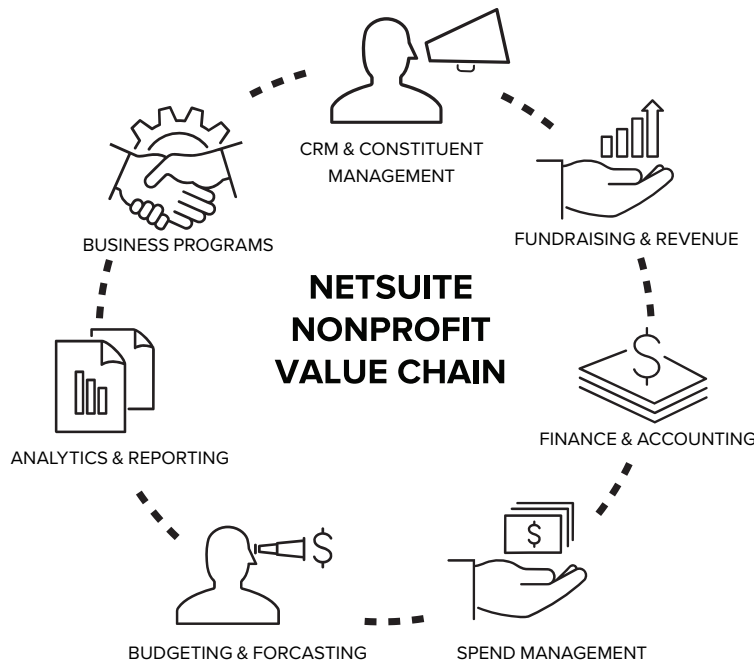 CRM & CONSTITUENT
MANAGEMENT
BUSINESS PROGRAMS
FUNDRAISING & REVENUE
NETSUITE
NONPROFIT
VALUE CHAIN
$
FINANCE & ACCOUNTING
ANALYTICS & REPORTING
$
$
BUDGETING & FORCASTING
SPEND MANAGEMENT